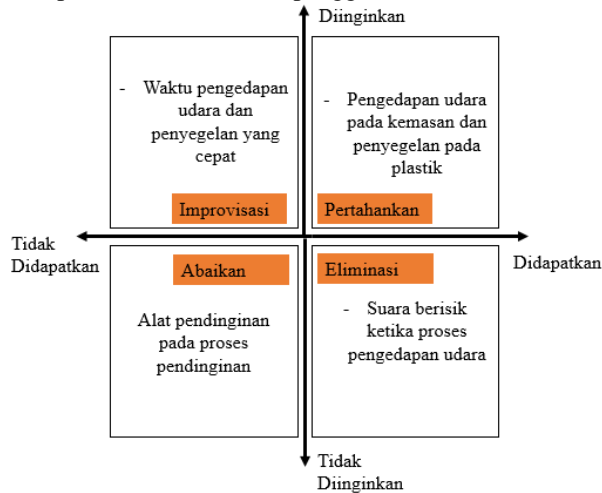 Diinginkan
- Waktu pengedapan
udara dan
penyegelan yang
cepat
Improvisasi
- Pengedapan udara
pada kemasan dan
penyegelan pada
plastik
Pertahankan
Tidak
Didapatkan
Didapatkan
Abaikan
Alat pendinginan
pada proses
pendinginan
Eliminasi
- Suara berisik
ketika proses
pengedapan udara
Tidak
Diinginkan